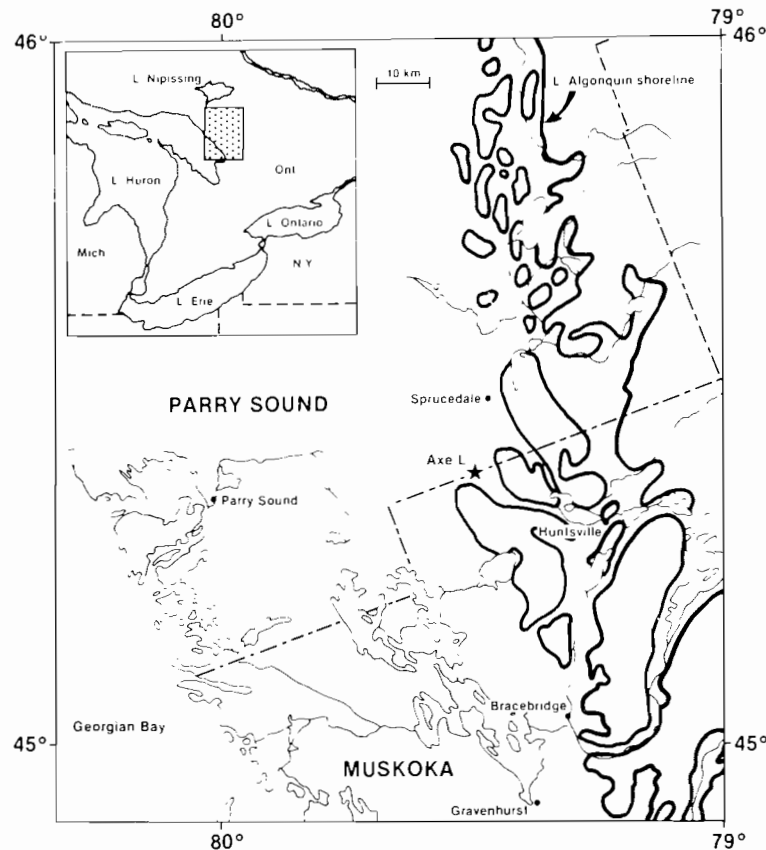 80°
79°
46°
46°
L Nipissing
10 km
L Algonquin shoreline
Ont
L Huron
L Ontario
Mich
N Y
L Erie
PARRY SOUND
Sprucedale
Axe L
Parry Sound
Huntsville
Bracebridge
Georgian Bay
45°
45°
MUSKOKA
Gravenhurst
80°
79°